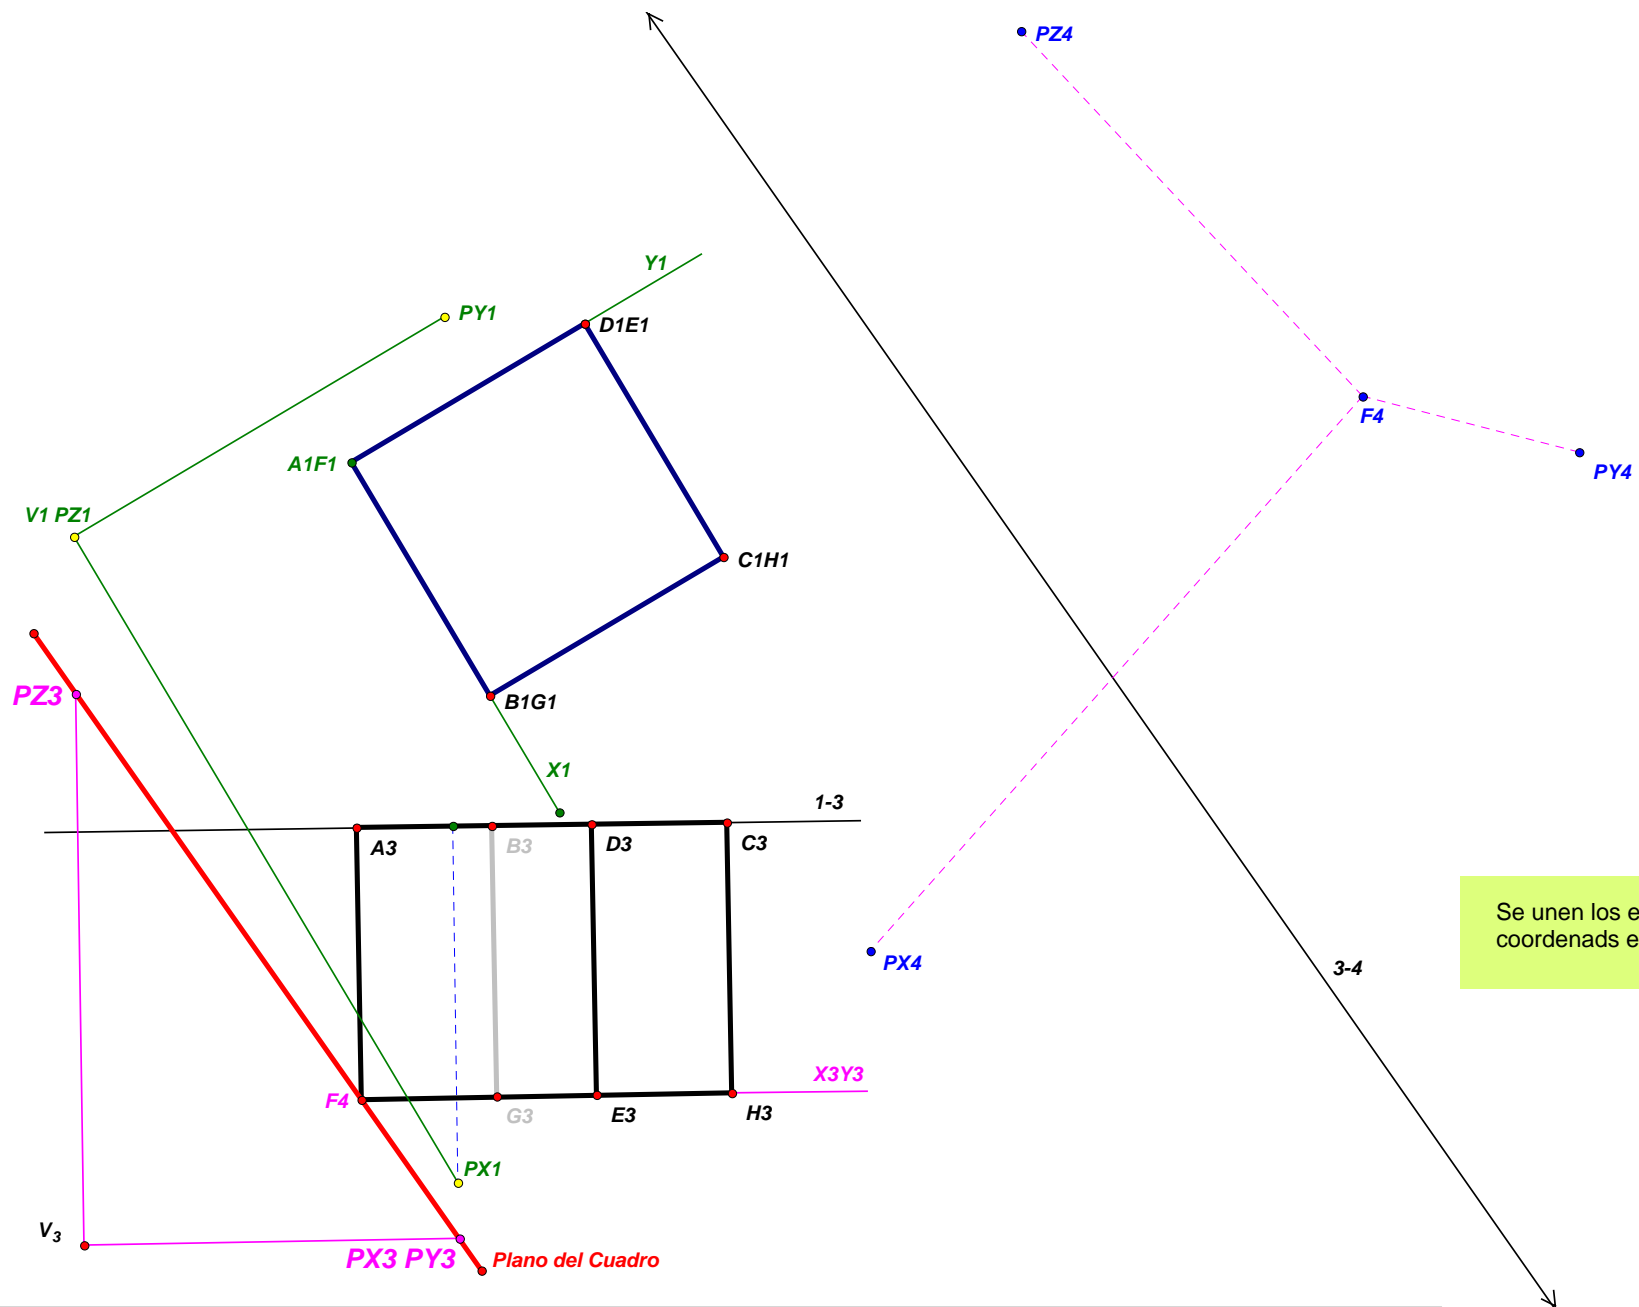 PZ4
Y1
PY1
D1E1
F4
A1F1
PY4
V1 PZ1
C1H1
PZ3
B1G1
X1
1-3
A3
B3
D3
C3
Se unen los e
coordenads e
PX4
3-4
X3Y3
F4
G3
E3
H3
PX1
V3
PX3 PY3
Plano del Cuadro